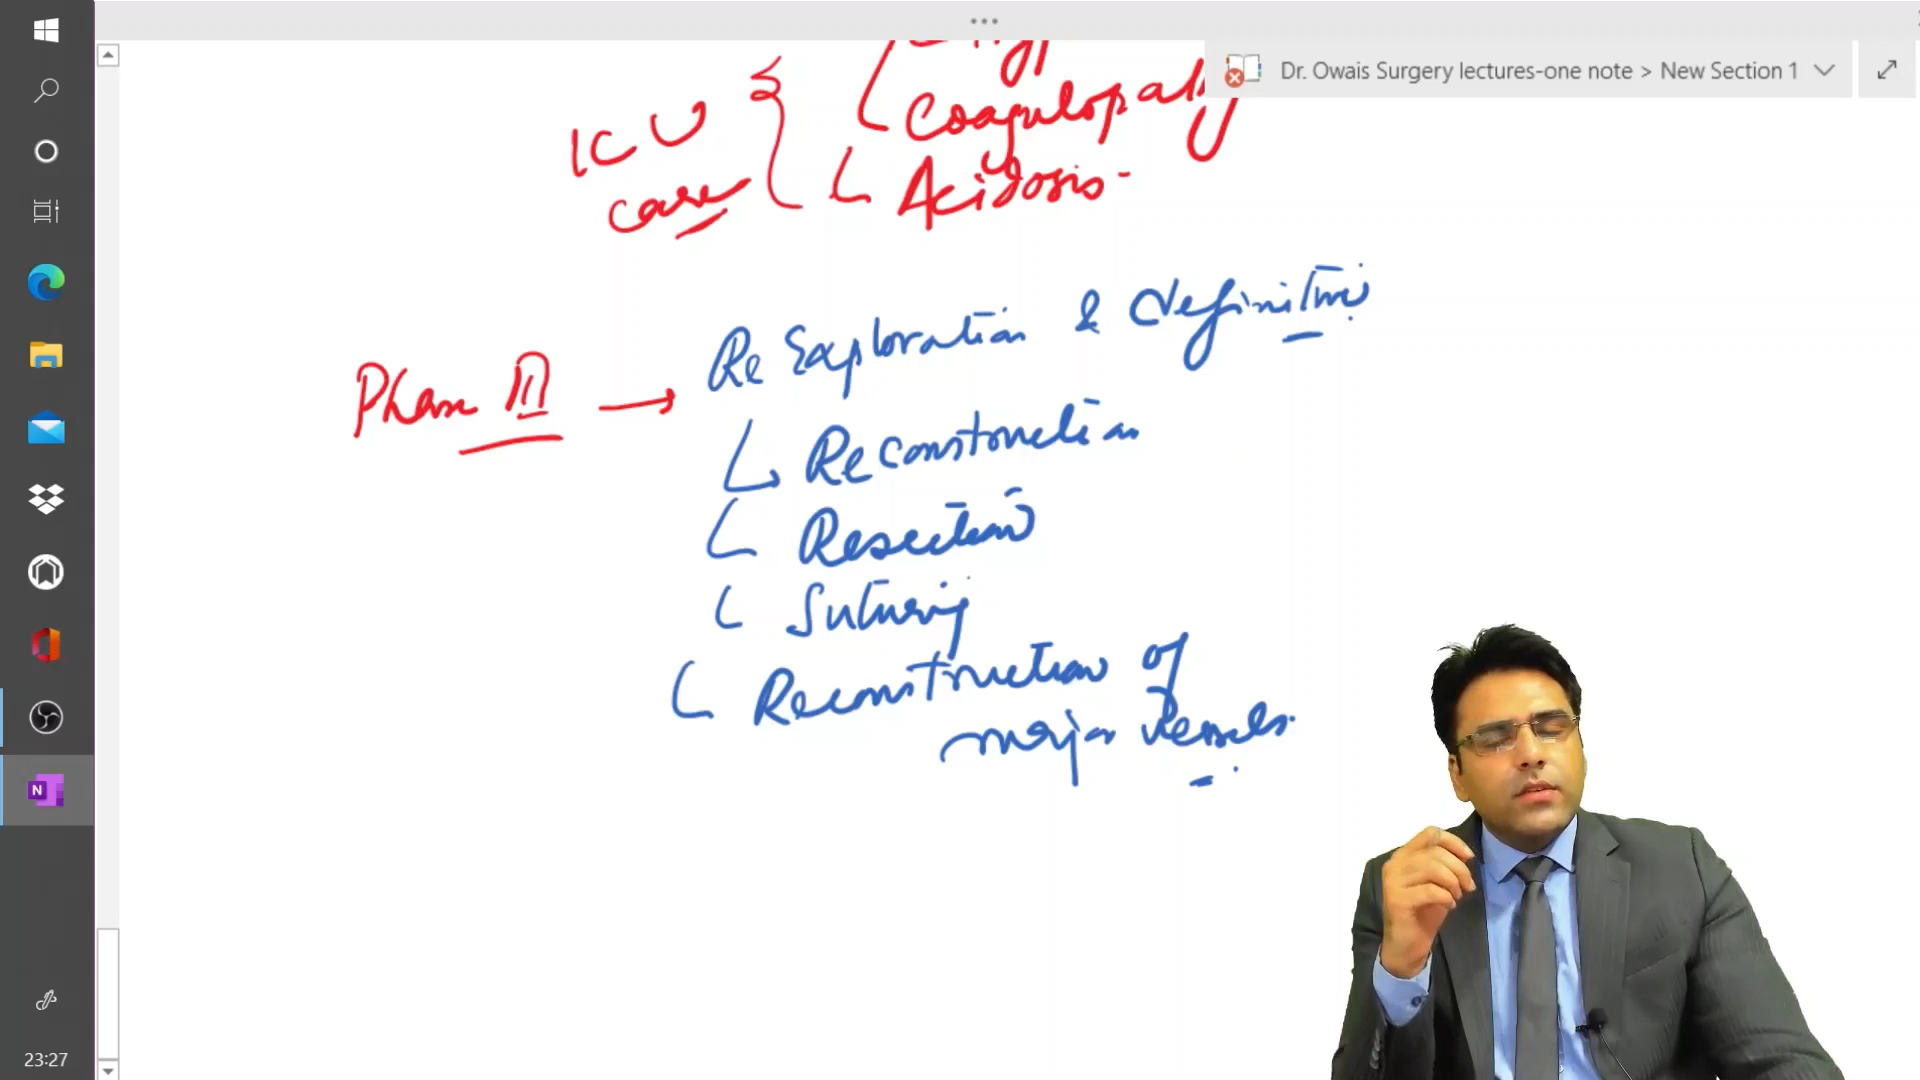 Dr. Owais Surgery lectures-one note > New Section 1
Coagulopathy
ICU
care
Acidosis
Phase III → Re Exploration & definitive
Reconstruction
Resection
Suturing
Reconstruction of
major vessels.
N
23:27